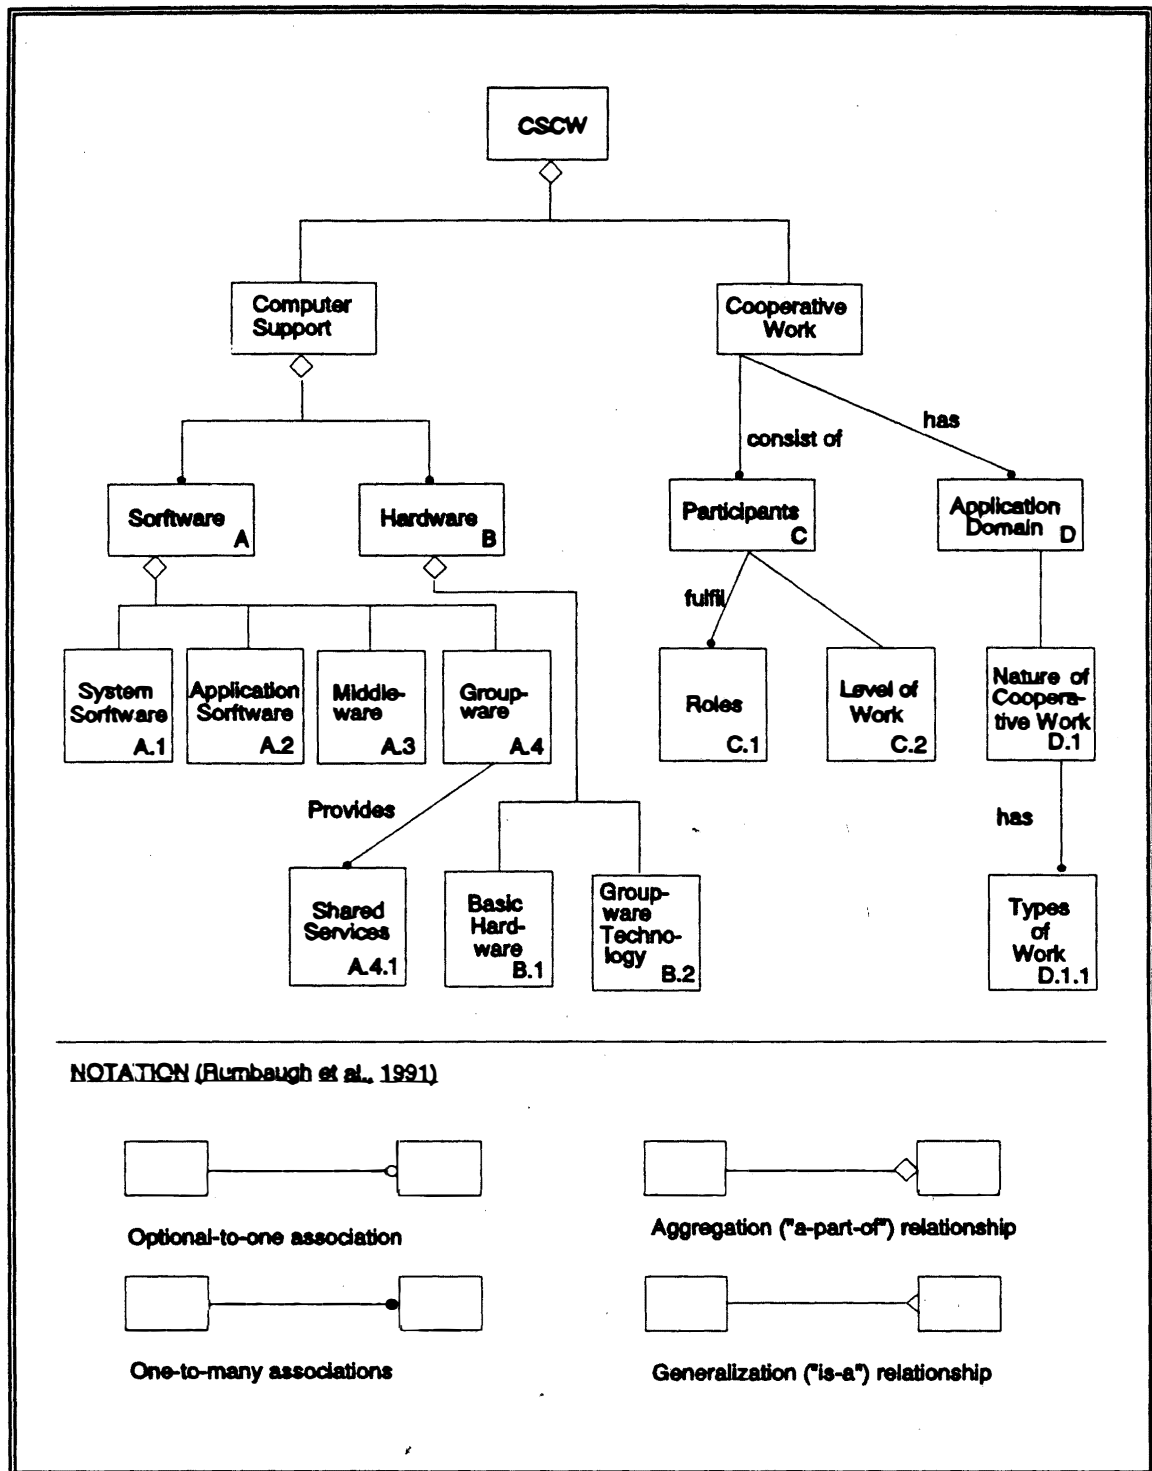 CSCW
Computer
Support
Cooperative
Work
consist of
has
Sorftware
A
Hardware
B
Participants
C
Application
Domain
D
fulfil
System
Sorftware
A.1
Application
Sorftware
A.2
Middle-
ware
A.3
Group-
ware
A.4
Roles
C.1
Level of
Work
C.2
Nature of
Coopera-
tive Work
D.1
Provides
has
Shared
Services
A.4.1
Basic
Hard-
ware
B.1
Group-
ware
Techno-
logy
B.2
Types
of
Work
D.1.1
NOTATION (Rumbaugh et al., 1991)
Optional-to-one association
Aggregation ("a-part-of") relationship
One-to-many associations
Generalization ("is-a") relationship